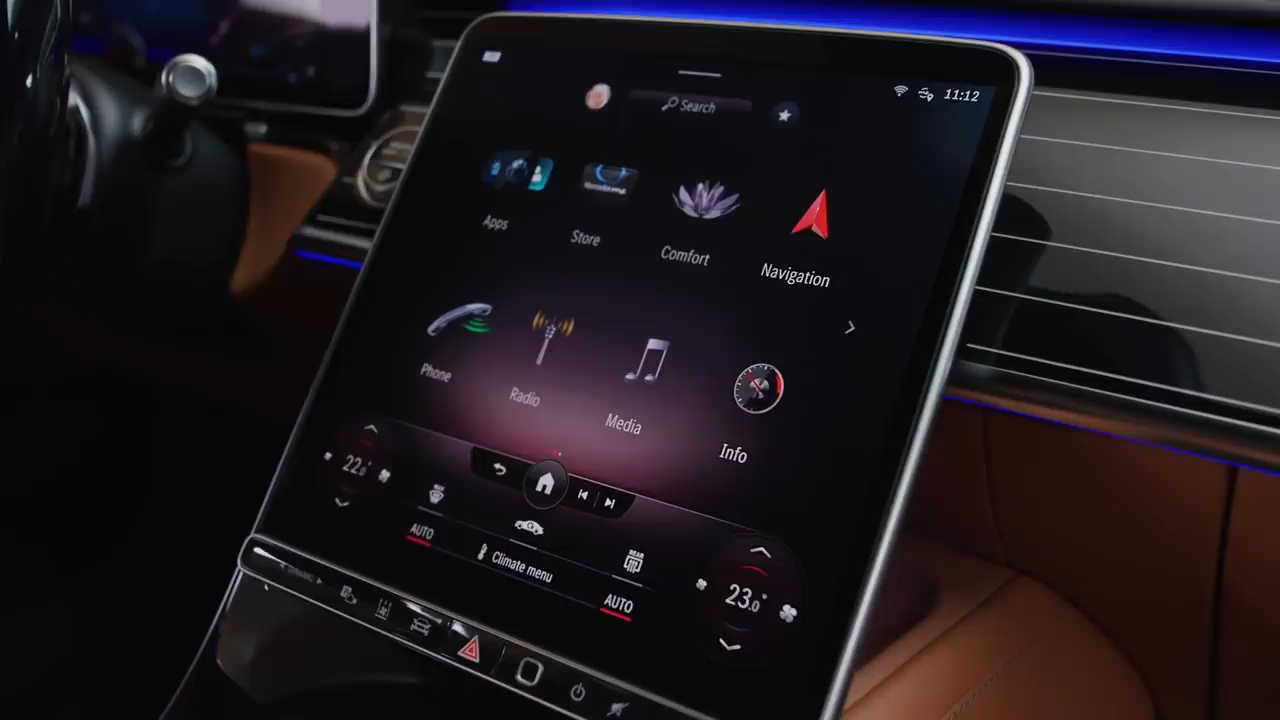 11:12
Search
Apps
Store
Comfort
Navigation
Phone
Radio
Media
Info
22.0°
AUTO
Climate menu
REAR
AUTO
23.0°
DYNAMIC